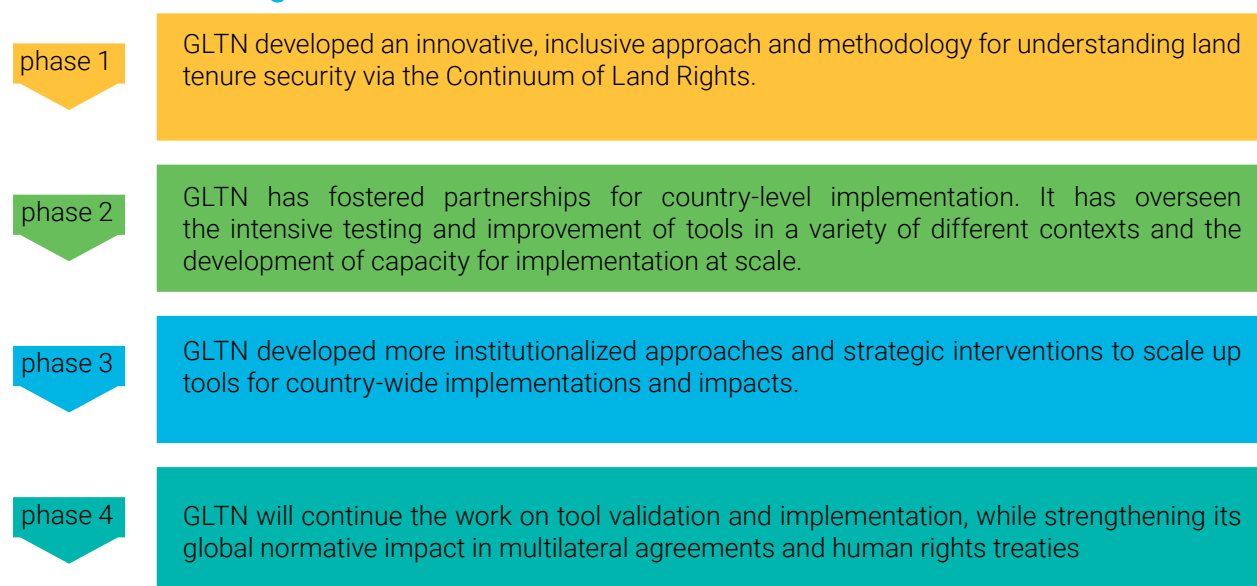 phase 1
GLTN developed an innovative, inclusive approach and methodology for understanding land
tenure security via the Continuum of Land Rights.
phase 2
GLTN has fostered partnerships for country-level implementation. It has overseen
the intensive testing and improvement of tools in a variety of different contexts and the
development of capacity for implementation at scale.
phase 3
GLTN developed more institutionalized approaches and strategic interventions to scale up
tools for country-wide implementations and impacts.
phase 4
GLTN will continue the work on tool validation and implementation, while strengthening its
global normative impact in multilateral agreements and human rights treaties